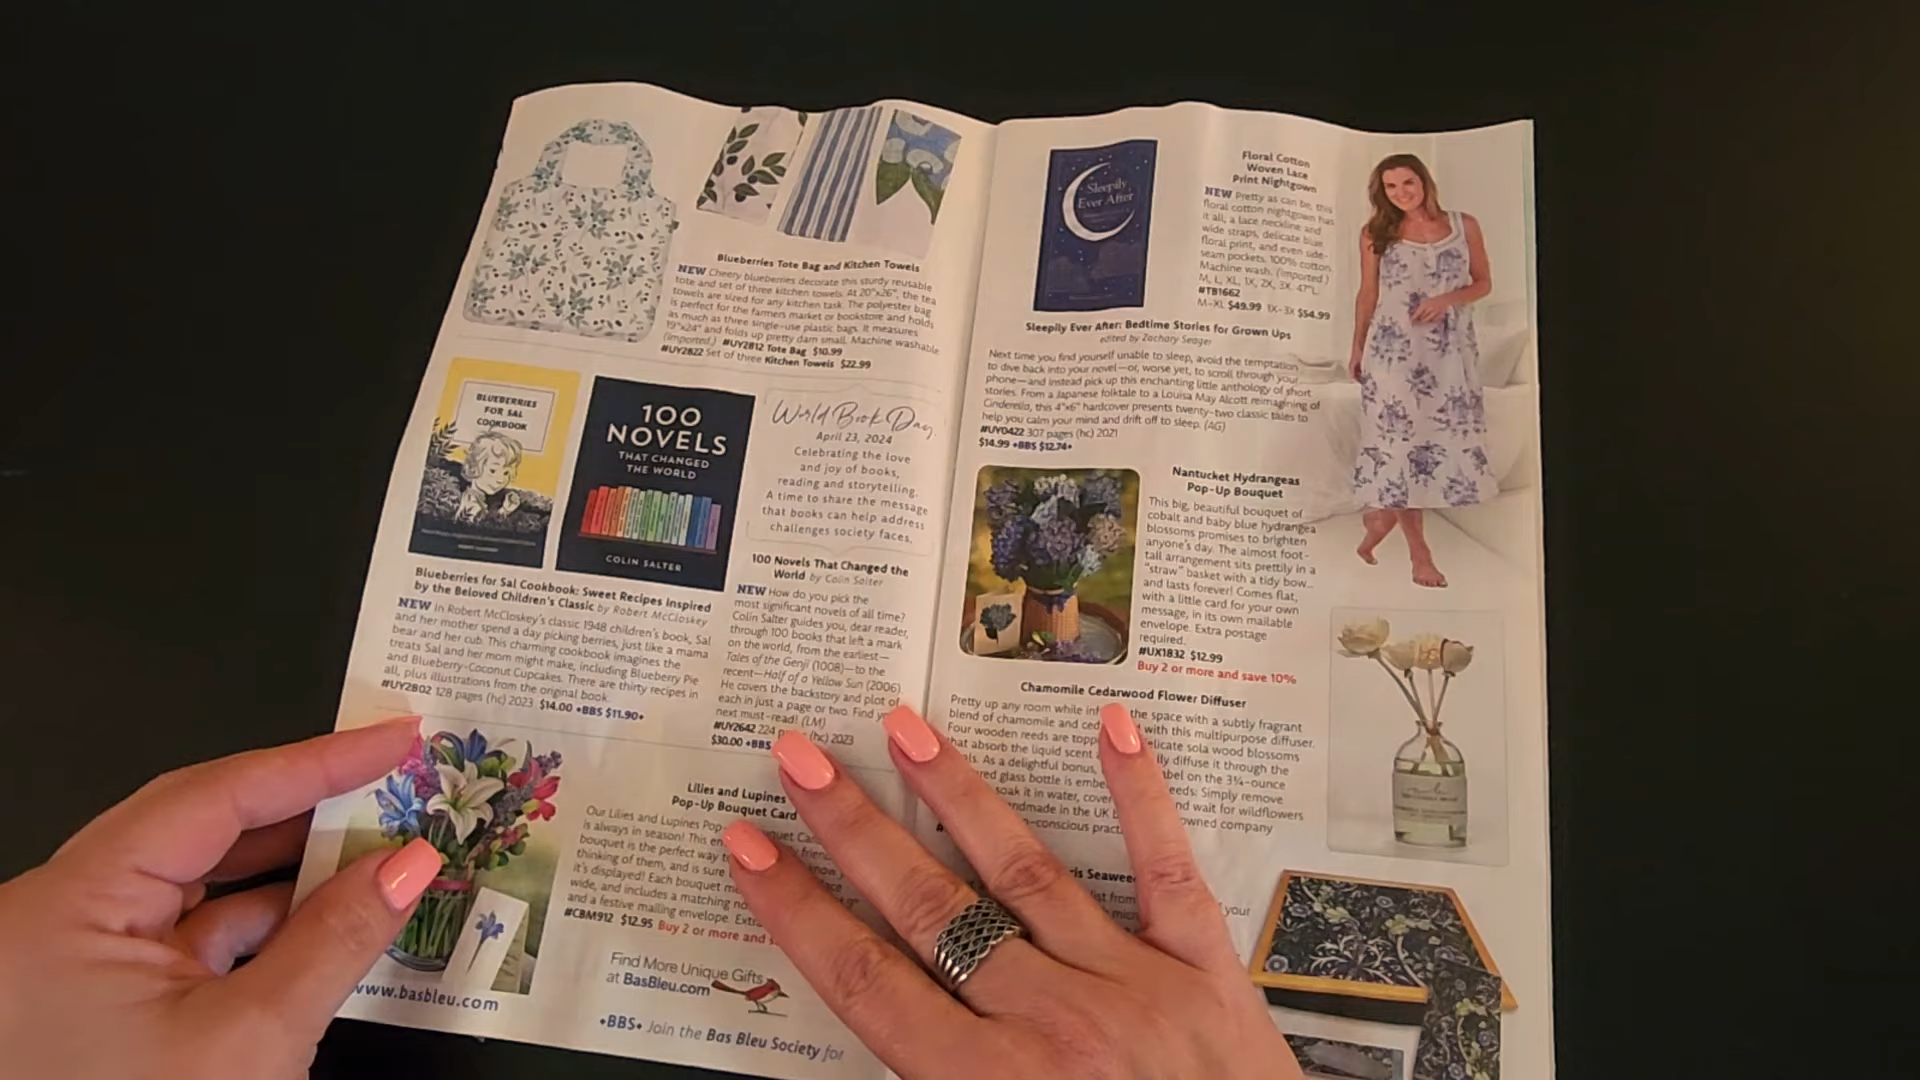 Blueberries Tote Bag and Kitchen Towels
NEW Cheery blueberries decorate this sturdy reusable
tote and set of three kitchen towels. At 20"x26", the tea
towels are sized for any kitchen task. The polyester bag
is perfect for the farmers market or bookstore and holds
as much as three single-use plastic bags. It measures
19"x24" and folds up pretty darn small. Machine washable
(imported.) #UY2812 Tote Bag $10.99
#UY2822 Set of three Kitchen Towels $22.99
BLUEBERRIES
FOR SAL
COOKBOOK
100
NOVELS
THAT CHANGED
THE WORLD
COLIN SALTER
World Book Day
April 23, 2024
Celebrating the love
and joy of books,
reading and storytelling.
A time to share the message
that books can help address
challenges society faces.
Blueberries for Sal Cookbook: Sweet Recipes Inspired
by the Beloved Children's Classic by Robert McCloskey
NEW In Robert McCloskey's classic 1948 children's book, Sal
and her mother spend a day picking berries, just like a mama
bear and her cub. This charming cookbook imagines the
treats Sal and her mom might make, including Blueberry Pie
and Blueberry-Coconut Cupcakes. There are thirty recipes in
all, plus illustrations from the original book.
#UY2802 128 pages (hc) 2023 $14.00 •BBS $11.90•
100 Novels That Changed the
World by Colin Salter
NEW How do you pick the
most significant novels of all time?
Colin Salter guides you, dear reader,
through 100 books that left a mark
on the world, from the earliest—
Tales of the Genji (1008)—to the
recent—Half of a Yellow Sun (2006).
He covers the backstory and plot of
each in just a page or two. Find
next must-read! (LM)
#UY2642 224 (hc) 2023
$30.00 •BBS
Lilies and Lupines
Pop-Up Bouquet Card
Our Lilies and Lupines Pop-
is always in season! This
bouquet is the perfect way
thinking of them, and is sure
it's displayed! Each bouquet
wide, and includes a matching
and a festive mailing envelope.
#CBM912 $12.95 Buy 2 or more and
Find More Unique Gifts
at BasBleu.com
www.basbleu.com
•BBS• Join the Bas Bleu Society for
Sleepily
Ever After
Floral Cotton
Woven Lace
Print Nightgown
NEW Pretty as can be, this
floral cotton nightgown has
it all, a lace neckline and
wide straps, delicate blue
floral print, and even side-
seam pockets. 100% cotton.
Machine wash. (imported.)
M, L, XL, 1X, 2X, 3X. 47"L
#TB1662
M-XL $49.99 1X-3X $54.99
Sleepily Ever After: Bedtime Stories for Grown Ups
edited by Zachary Seager
Next time you find yourself unable to sleep, avoid the temptation
to dive back into your novel—or, worse yet, to scroll through your
phone—and instead pick up this enchanting little anthology of short
stories. From a Japanese folktale to a Louisa May Alcott reimagining of
Cinderella, this 4"x6" hardcover presents twenty-two classic tales to
help you calm your mind and drift off to sleep. (AG)
#UY0422 307 pages (hc) 2021
$14.99 •BBS $12.74•
Nantucket Hydrangeas
Pop-Up Bouquet
This big, beautiful bouquet of
cobalt and baby blue hydrangea
blossoms promises to brighten
anyone's day. The almost foot-
tall arrangement sits prettily in a
"straw" basket with a tidy bow...
and lasts forever! Comes flat,
with a little card for your own
message, in its own mailable
envelope. Extra postage
required.
#UX1832 $12.99
Buy 2 or more and save 10%
Chamomile Cedarwood Flower Diffuser
Pretty up any room while the space with a subtly fragrant
blend of chamomile and with this multipurpose diffuser.
Four wooden reeds are sola wood blossoms
that absorb the liquid scent diffuse it through the
As a delightful bonus, on the 3¼-ounce
glass bottle is Simply remove
soak it in water, and wait for wildflowers
in the UK owned company
your